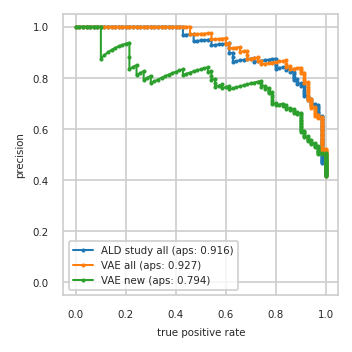 1.0
0.8
0.6
0.4
0.2
0.0
precision
ALD study all (aps: 0.916)
VAE all (aps: 0.927)
VAE new (aps: 0.794)
0.0 0.2 0.4 0.6 0.8 1.0
true positive rate